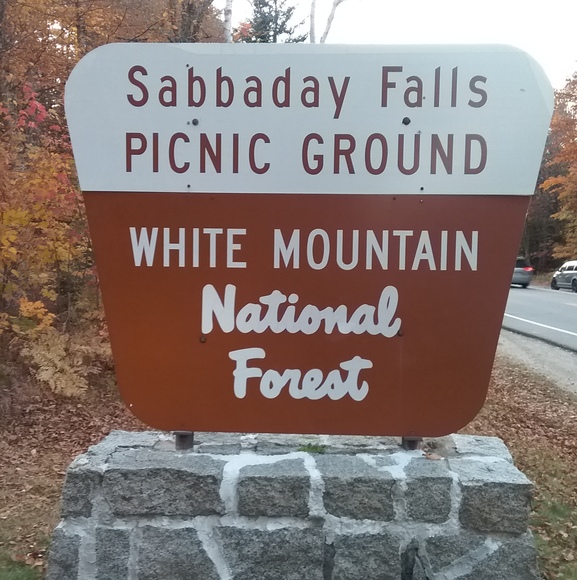 Sabbaday Falls
PICNIC GROUND
WHITE MOUNTAIN
National
Forest